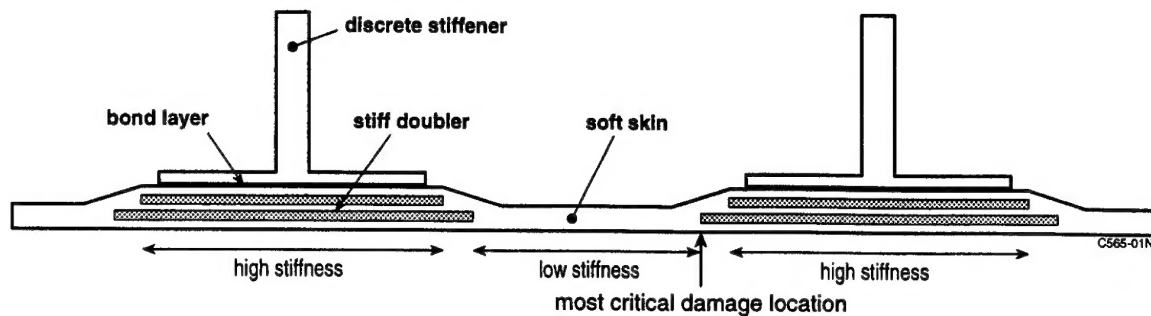 discrete stiffener
bond layer
stiff doubler
soft skin
C565-01N
high stiffness
low stiffness
high stiffness
most critical damage location